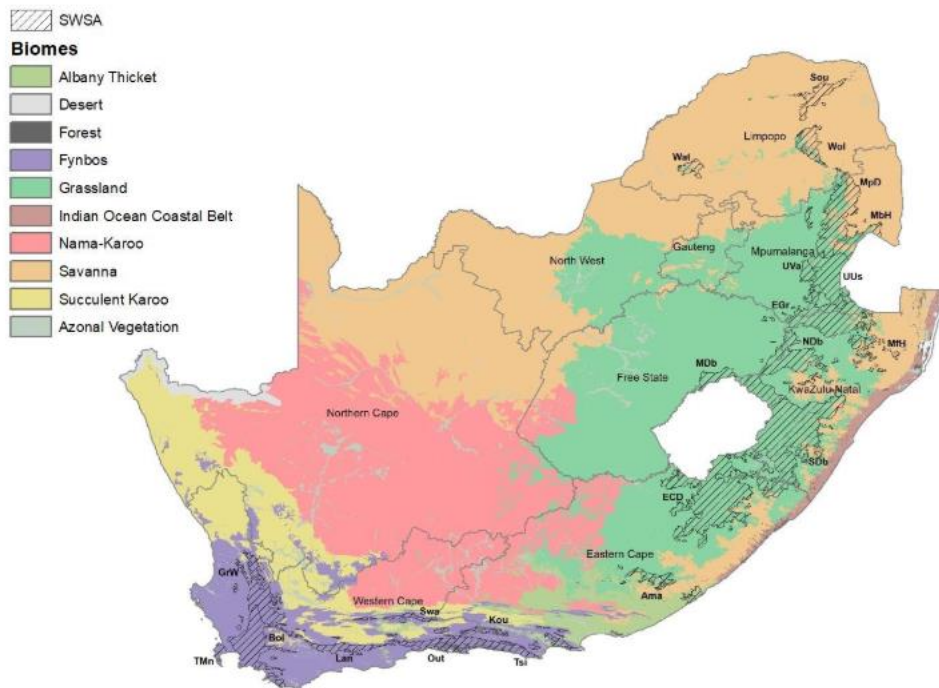 SWSA
Biomes
Albany Thicket
Desert
Forest
Fynbos
Grassland
Indian Ocean Coastal Belt
Nama-Karoo
Savanna
Succulent Karoo
Azonal Vegetation
Sou
Limpopo
Wol
Wat
MpD
MbH
North West
Gauteng
Mpumalanga
UVa
UUs
EGr
NDb
MfH
MDb
Free State
KwaZulu-Natal
Northern Cape
SDb
ECD
Eastern Cape
GrW
Western Cape
Ama
Swa
Kou
Bol
TMn
Lan
Out
Tsi